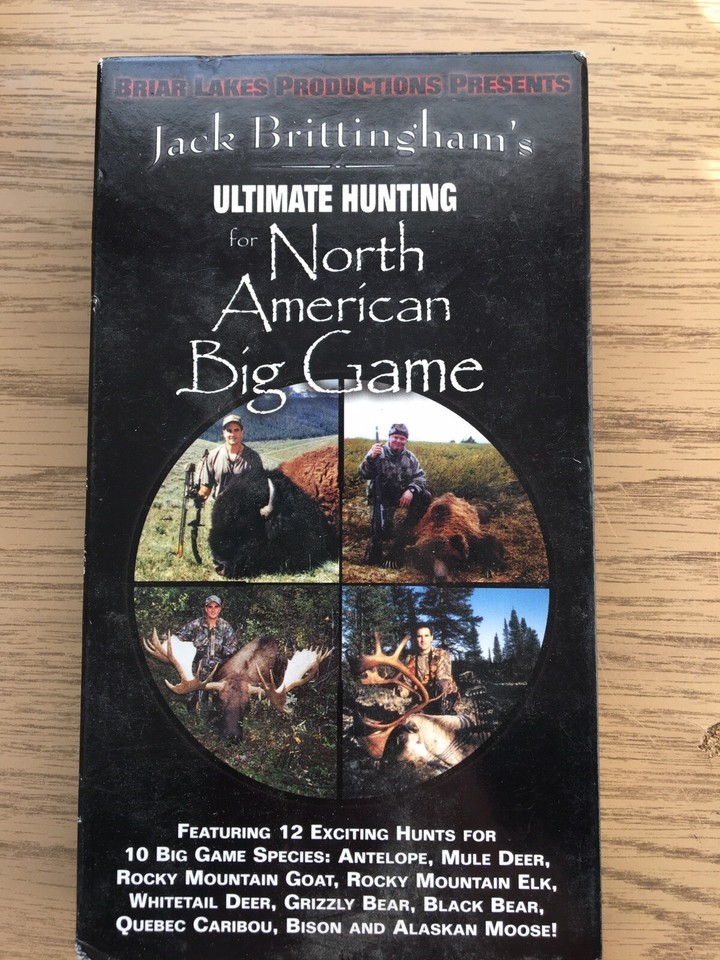 BRIAR LAKES PRODUCTIONS PRESENTS
Jack Brittingham's
ULTIMATE HUNTING
for North
American
Big Game
FEATURING 12 EXCITING HUNTS FOR
10 BIG GAME SPECIES: ANTELOPE, MULE DEER,
ROCKY MOUNTAIN GOAT, ROCKY MOUNTAIN ELK,
WHITETAIL DEER, GRIZZLY BEAR, BLACK BEAR,
QUEBEC CARIBOU, BISON AND ALASKAN MOOSE!